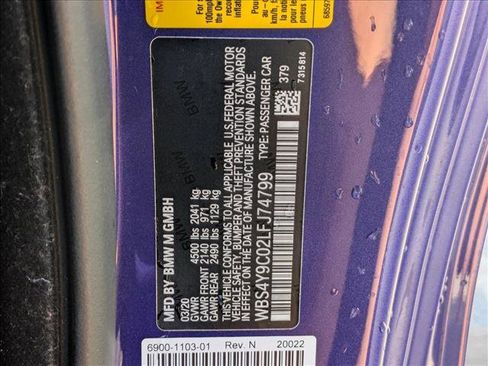 MFD BY BMW M GMBH
03/20
GVWR 4500 lbs 2041 kg
GAWR FRONT 2140 lbs 971 kg
GAWR REAR 2490 lbs 1129 kg
THIS VEHICLE CONFORMS TO ALL APPLICABLE U.S. FEDERAL MOTOR
VEHICLE SAFETY, BUMPER AND THEFT PREVENTION STANDARDS
IN EFFECT ON THE DATE OF MANUFACTURE SHOWN ABOVE.
WBS4Y9C02LFJ74799 TYPE: PASSENGER CAR
379
7315814
BMW
BMW
6900-1103-01 Rev. N 20022